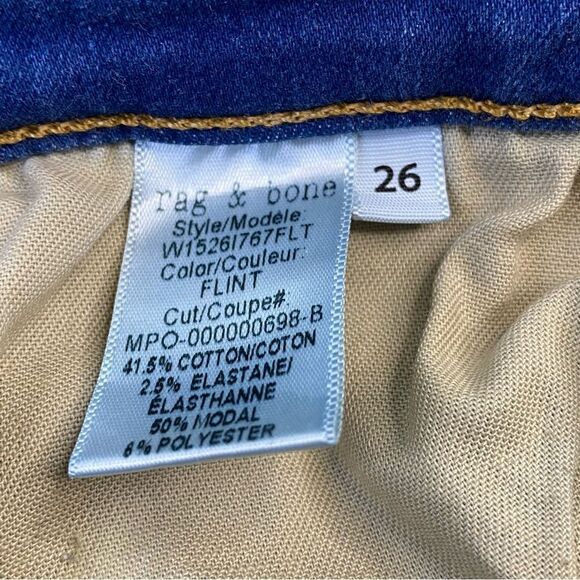 rag & bone
26
Style/Modèle:
W1526I767FLT
Color/Couleur:
FLINT
Cut/Coupe#:
MPO-000000698-B
41.5% COTTON/COTON
2.5% ELASTANE/
ÉLASTHANNE
50% MODAL
6% POLYESTER